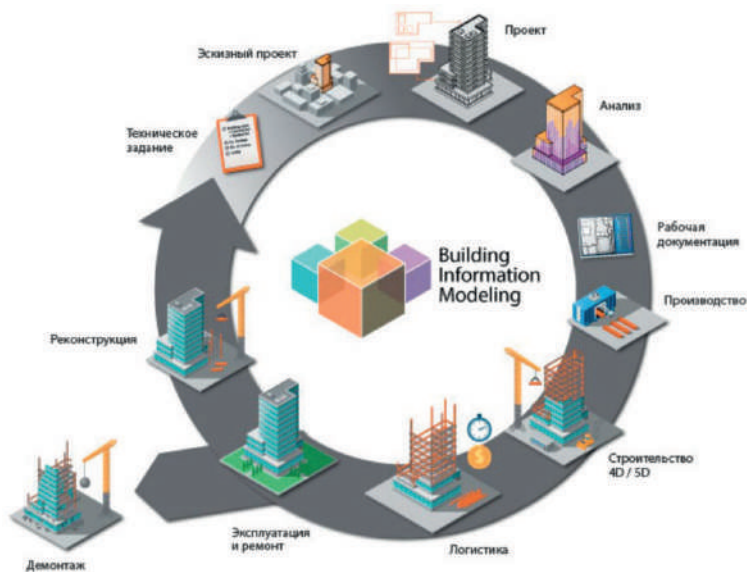 Проект
Эскизный проект
Анализ
Техническое
задание
Рабочая
документация
Building
Information
Modeling
Производство
Реконструкция
Строительство
4D / 5D
Эксплуатация
и ремонт
Логистика
Демонтаж